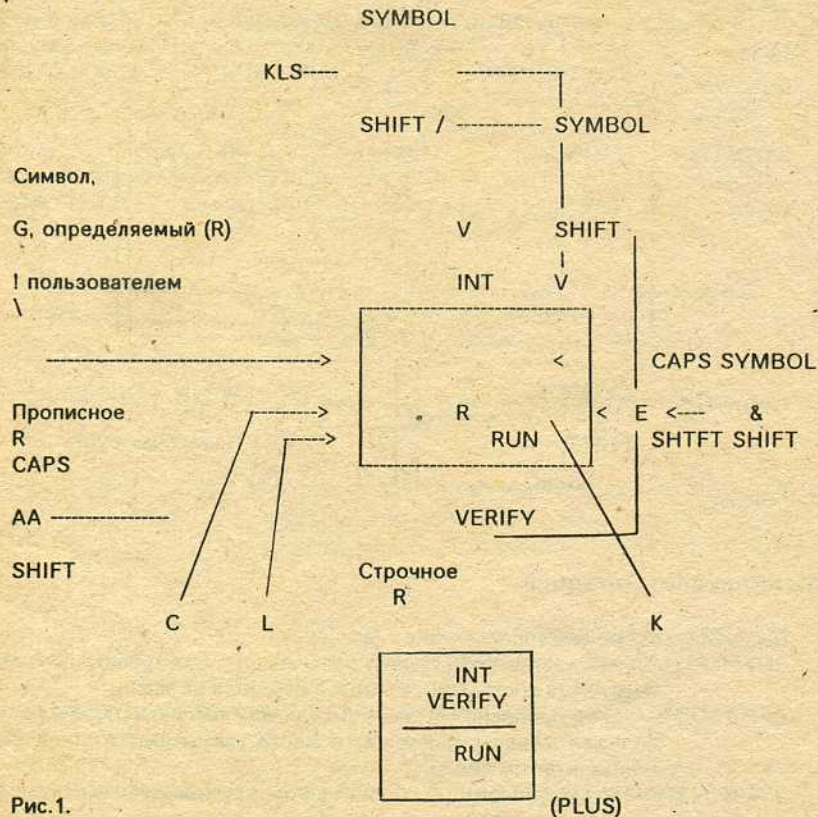 SYMBOL
KLS
SHIFT / SYMBOL
Символ,
G, определяемый (R) V SHIFT
! пользователем INT V
\
> <
CAPS SYMBOL
Прописное > R < E < &
R > RUN SHTFT SHIFT
CAPS
AA VERIFY
SHIFT Строчное
R
C L K
INT
VERIFY
RUN
Рис.1. (PLUS)